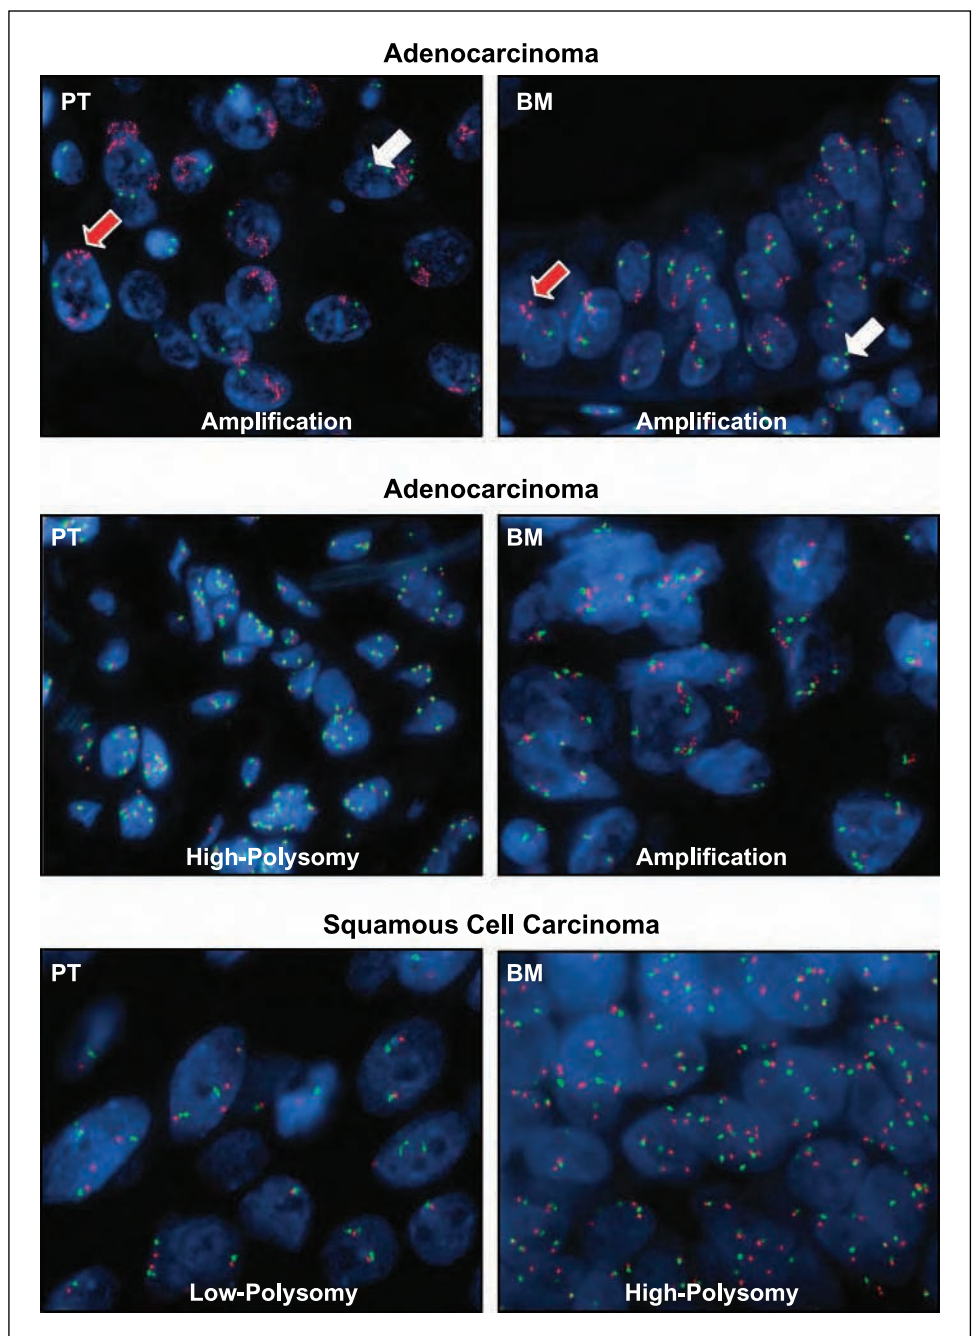 Adenocarcinoma
PT
BM
Amplification
Amplification
Adenocarcinoma
PT
BM
High-Polysomy
Amplification
Squamous Cell Carcinoma
PT
BM
Low-Polysomy
High-Polysomy